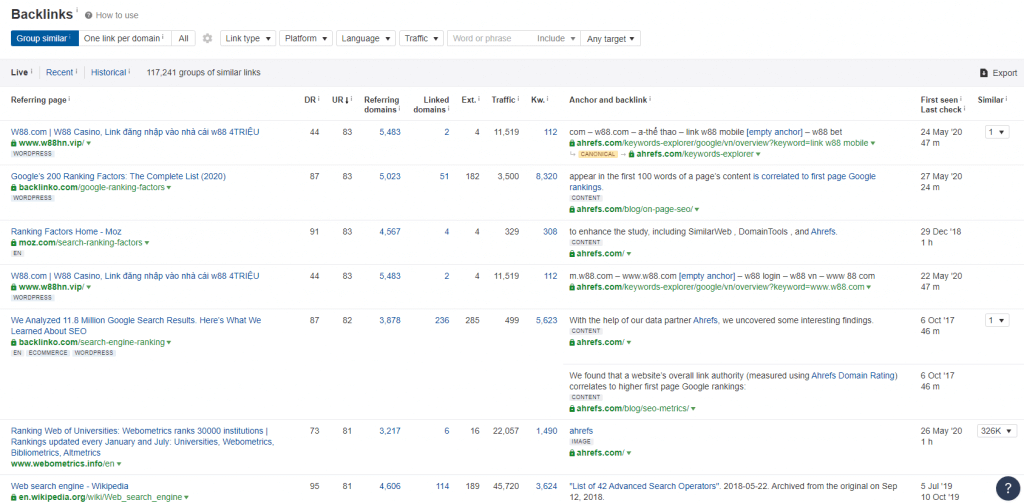 Backlinks i ? How to use
Group similar i One link per domain i All Link type ▼ Platform ▼ Language ▼ Traffic ▼ Word or phrase Include ▼ Any target ▼
Live i Recent i Historical i 117,241 groups of similar links Export
Referring page i DR i UR ↓ i Referring domains i Linked domains i Ext. i Traffic i Kw. i Anchor and backlink i First seen i Last check i Similar i
W88.com | W88 Casino, Link đăng nhập vào nhà cái w88 4TRIỆU 44 83 5,483 2 4 11,519 112 com – w88.com – a-thể thao – link w88 mobile [empty anchor] – w88 bet 24 May '20 1 ▼
www.w88hn.vip/ ▼ ahrefs.com/keywords-explorer/google/vn/overview?keyword=link w88 mobile ▼ 47 m
WORDPRESS CANONICAL → ahrefs.com/keywords-explorer ▼
Google's 200 Ranking Factors: The Complete List (2020) 87 83 5,023 51 182 3,500 8,320 appear in the first 100 words of a page's content is correlated to first page Google 27 May '20
backlinko.com/google-ranking-factors ▼ rankings. 24 m
WORDPRESS CONTENT
ahrefs.com/blog/on-page-seo/ ▼
Ranking Factors Home - Moz 91 83 4,567 4 4 329 308 to enhance the study, including SimilarWeb , DomainTools , and Ahrefs. 29 Dec '18
moz.com/search-ranking-factors ▼ CONTENT 1 h
EN ahrefs.com/ ▼
W88.com | W88 Casino, Link đăng nhập vào nhà cái w88 4TRIỆU 44 83 5,483 2 4 11,519 112 m.w88.com – www.w88.com [empty anchor] – w88 login – w88 vn – www 88 com 22 May '20
www.w88hn.vip/ ▼ ahrefs.com/keywords-explorer/google/vn/overview?keyword=www.w88.com ▼ 47 m
WORDPRESS
We Analyzed 11.8 Million Google Search Results. Here's What We 87 82 3,878 236 285 499 5,623 With the help of our data partner Ahrefs, we uncovered some interesting findings. 6 Oct '17 1 ▼
Learned About SEO CONTENT 46 m
backlinko.com/search-engine-ranking ▼ ahrefs.com/ ▼
EN ECOMMERCE WORDPRESS
We found that a website's overall link authority (measured using Ahrefs Domain Rating) 6 Oct '17
correlates to higher first page Google rankings: 46 m
CONTENT
ahrefs.com/blog/seo-metrics/ ▼
Ranking Web of Universities: Webometrics ranks 30000 institutions | 73 81 3,217 6 16 22,057 1,490 ahrefs 26 May '20 326K ▼
Rankings updated every January and July: Universities, Webometrics, IMAGE 1 h
Bibliometrics, Altmetrics ahrefs.com/ ▼
www.webometrics.info/en ▼
Web search engine - Wikipedia 95 81 4,606 114 189 45,720 3,624 "List of 42 Advanced Search Operators". 2018-05-22. Archived from the original on Sep 5 Jul '19
en.wikipedia.org/wiki/Web_search_engine ▼ 12, 2018. 10 Oct '19
?